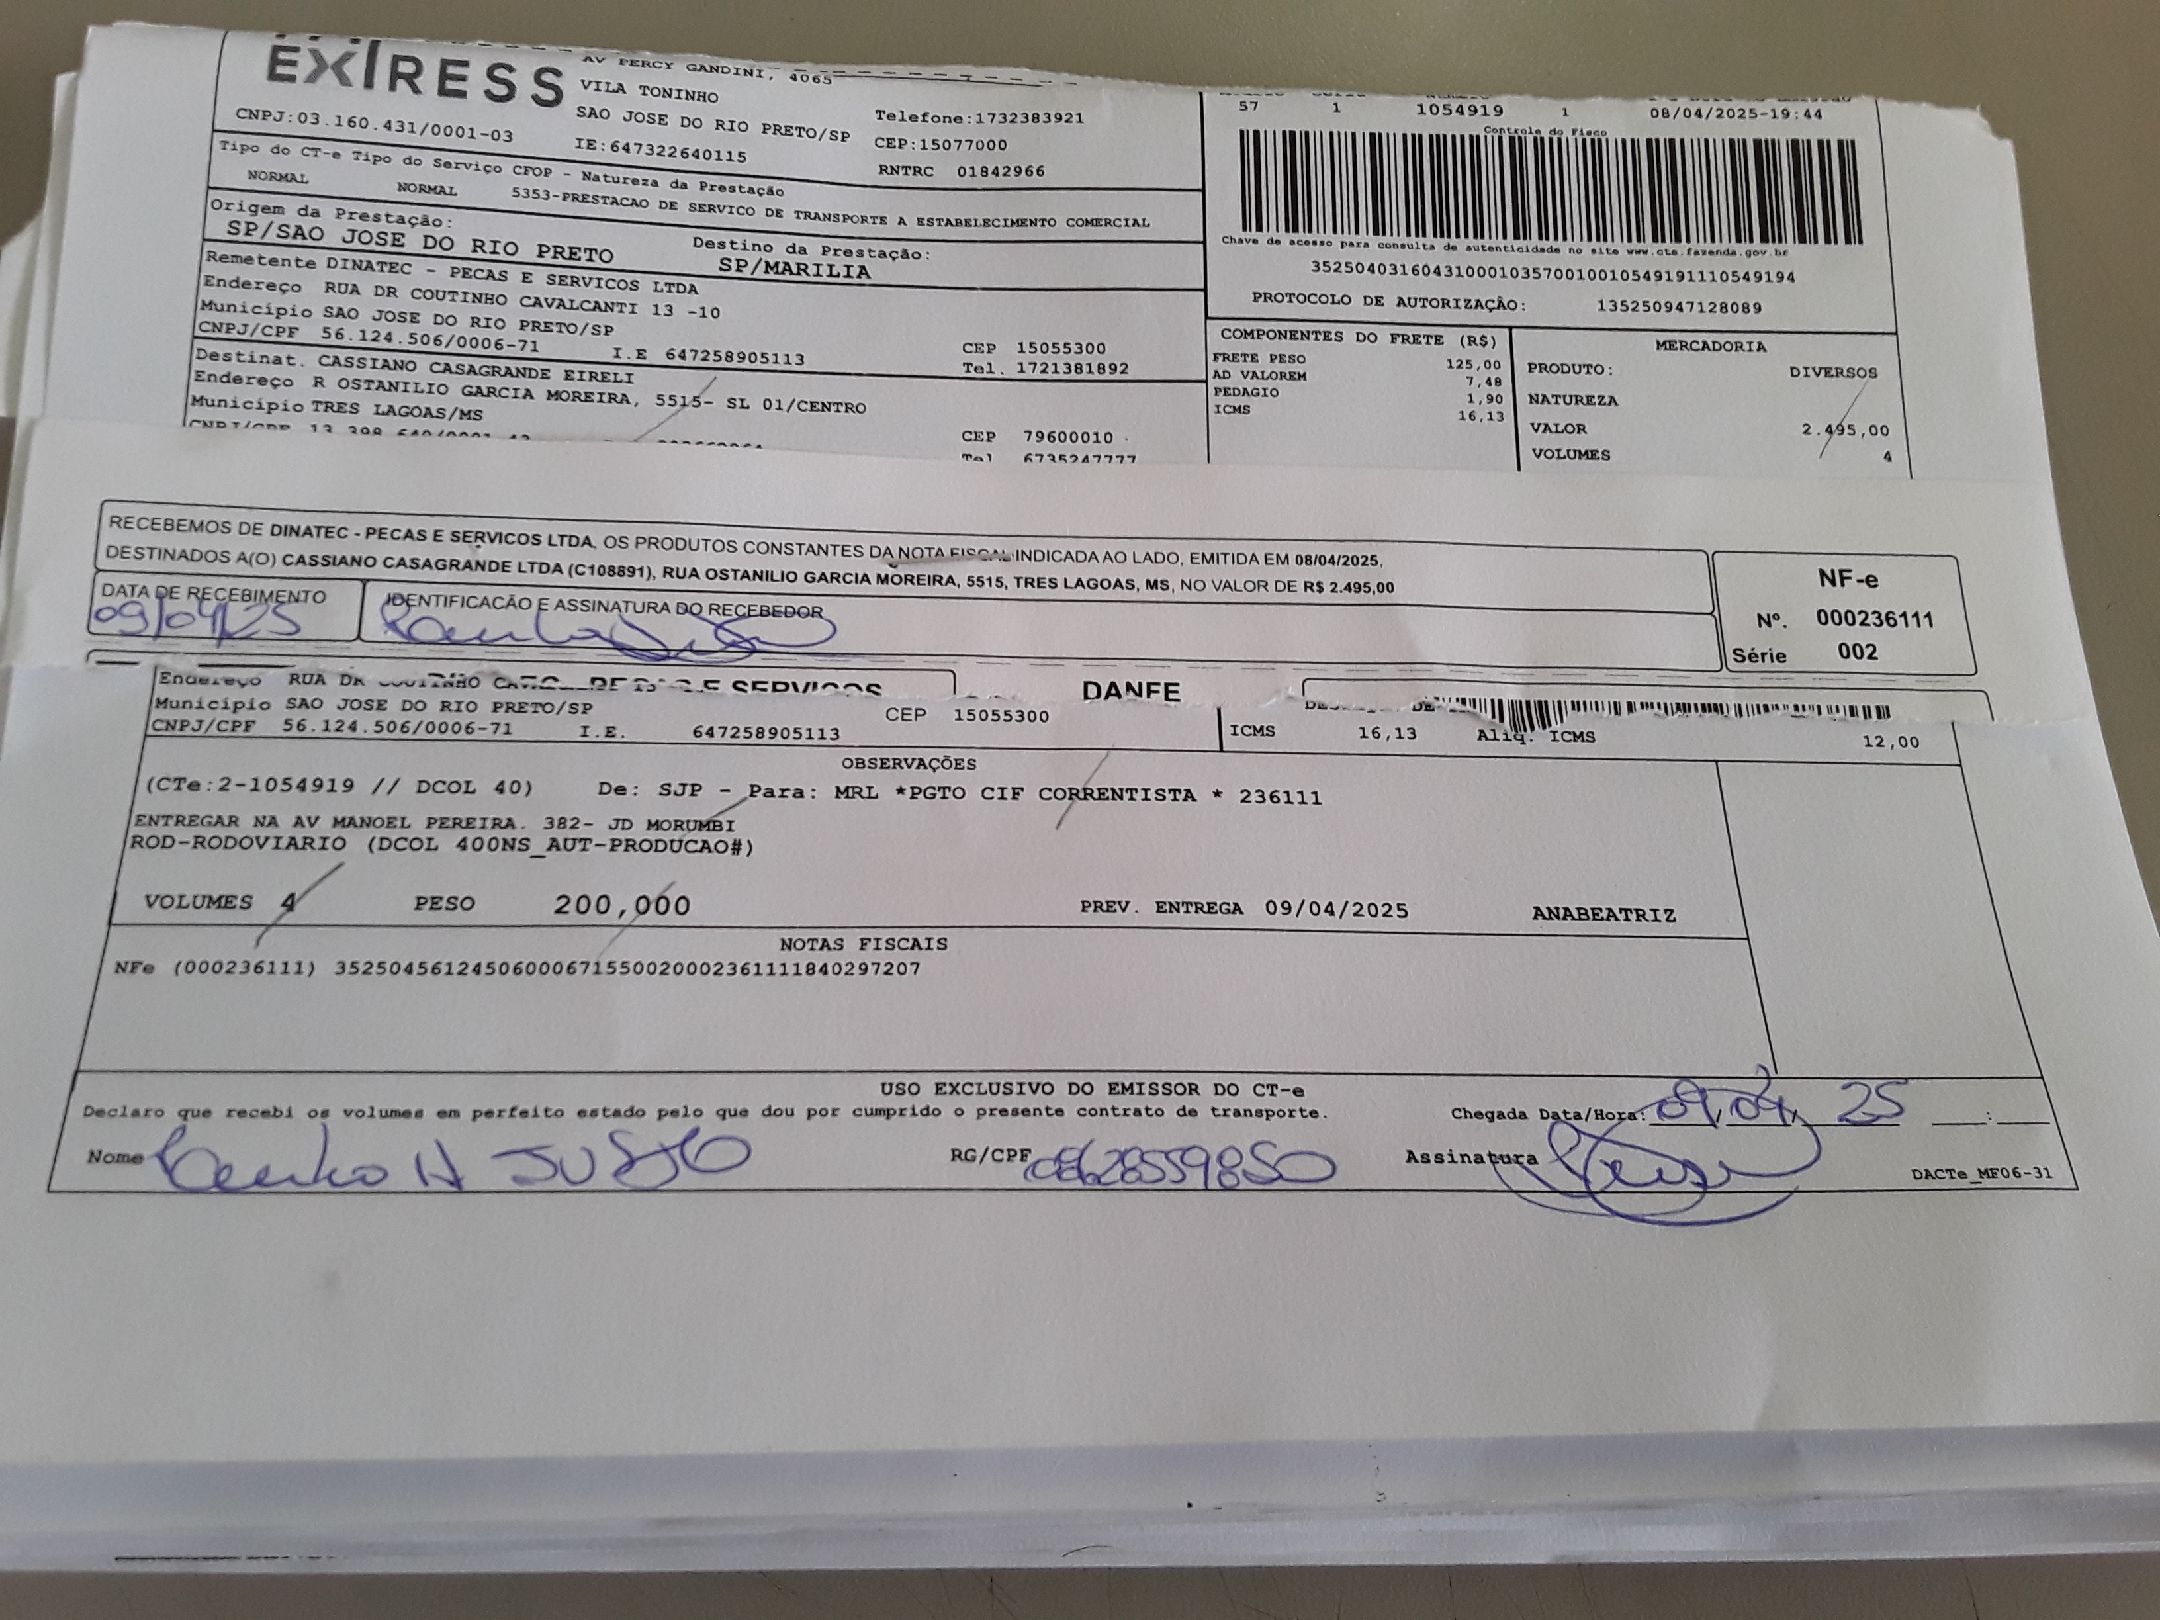 EXPRESS
AV PERCY GANDINI, 4065
VILA TONINHO
SAO JOSE DO RIO PRETO/SP
Telefone:1732383921
CNPJ:03.160.431/0001-03
IE:647322640115
CEP:15077000
RNTRC 01842966
57 1 1054919 1 08/04/2025-19:44
Controle do Fisco
Tipo do CT-e Tipo do Serviço CFOP - Natureza da Prestação
NORMAL NORMAL 5353-PRESTACAO DE SERVICO DE TRANSPORTE A ESTABELECIMENTO COMERCIAL
Origem da Prestação:
SP/SAO JOSE DO RIO PRETO
Destino da Prestação:
SP/MARILIA
Chave de acesso para consulta de autenticidade no site www.cte.fazenda.gov.br
35250403160431000103570010010549191110549194
PROTOCOLO DE AUTORIZAÇÃO: 135250947128089
Remetente DINATEC - PECAS E SERVICOS LTDA
Endereço RUA DR COUTINHO CAVALCANTI 13 -10
Município SAO JOSE DO RIO PRETO/SP
CNPJ/CPF 56.124.506/0006-71 I.E 647258905113
CEP 15055300
Tel. 1721381892
Destinat. CASSIANO CASAGRANDE EIRELI
Endereço R OSTANILIO GARCIA MOREIRA, 5515- SL 01/CENTRO
Município TRES LAGOAS/MS
CEP 79600010
Tel 6735247777
COMPONENTES DO FRETE (R$)
FRETE PESO 125,00
AD VALOREM 7,48
PEDAGIO 1,90
ICMS 16,13
MERCADORIA
PRODUTO: DIVERSOS
NATUREZA
VALOR 2.495,00
VOLUMES 4
RECEBEMOS DE DINATEC - PECAS E SERVICOS LTDA, OS PRODUTOS CONSTANTES DA NOTA FISCAL INDICADA AO LADO, EMITIDA EM 08/04/2025,
DESTINADOS A(O) CASSIANO CASAGRANDE LTDA (C108891), RUA OSTANILIO GARCIA MOREIRA, 5515, TRES LAGOAS, MS, NO VALOR DE R$ 2.495,00
DATA DE RECEBIMENTO
09/04/25
IDENTIFICACÃO E ASSINATURA DO RECEBEDOR
NF-e
Nº. 000236111
Série 002
Endereço RUA DR COUTINHO
E SERVICOS
DANFE
Município SAO JOSE DO RIO PRETO/SP
CEP 15055300
CNPJ/CPF 56.124.506/0006-71 I.E. 647258905113
ICMS 16,13 Aliq. ICMS 12,00
OBSERVAÇÕES
(CTe:2-1054919 // DCOL 40) De: SJP - Para: MRL *PGTO CIF CORRENTISTA * 236111
ENTREGAR NA AV MANOEL PEREIRA. 382- JD MORUMBI
ROD-RODOVIARIO (DCOL 400NS_AUT-PRODUCAO#)
VOLUMES 4 PESO 200,000 PREV. ENTREGA 09/04/2025 ANABEATRIZ
NOTAS FISCAIS
NFe (000236111) 35250456124506000671550020002361111840297207
USO EXCLUSIVO DO EMISSOR DO CT-e
Declaro que recebi os volumes em perfeito estado pelo que dou por cumprido o presente contrato de transporte.
Chegada Data/Hora: 09/04/25
Nome
RG/CPF
Assinatura
DACTe_MF06-31